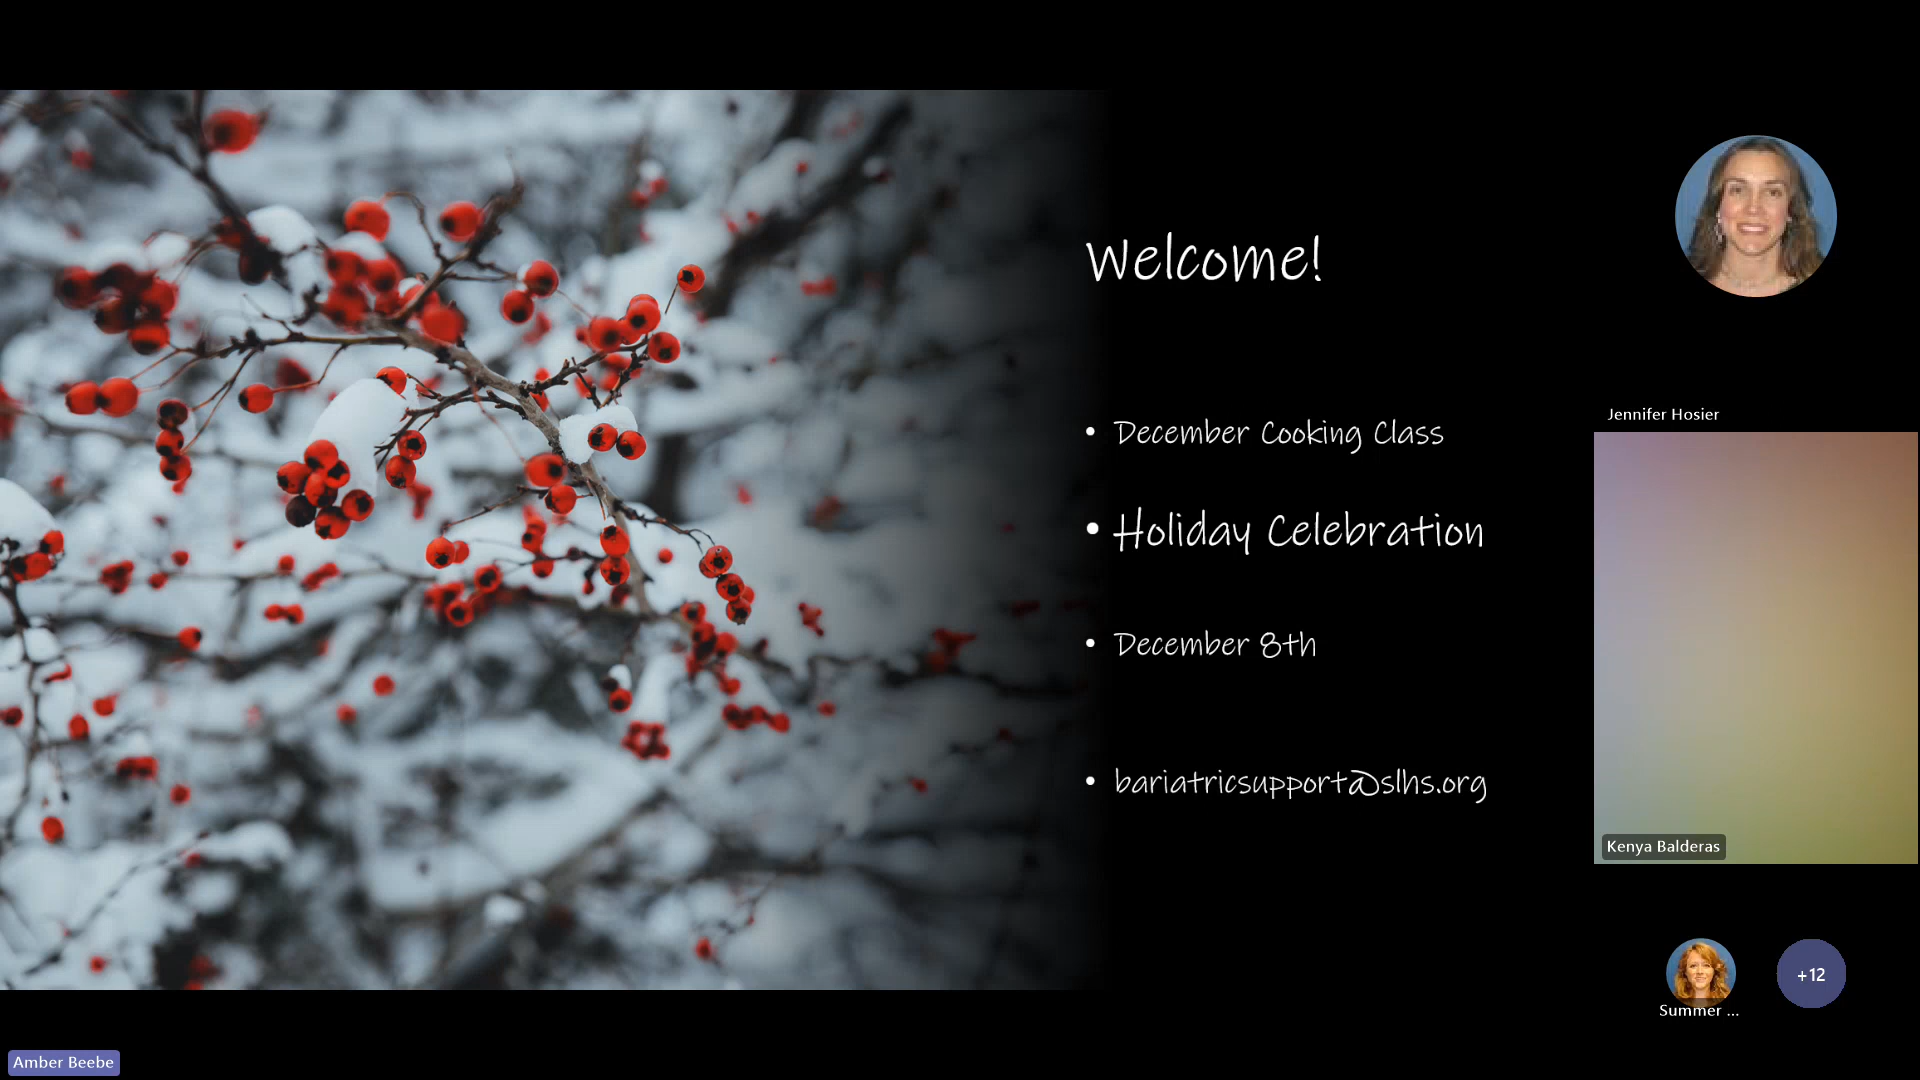 Welcome!
• December Cooking Class
• Holiday Celebration
• December 8th
• bariatricsupport@slhs.org
Jennifer Hosier
Kenya Balderas
Summer ...
+12
Amber Beebe